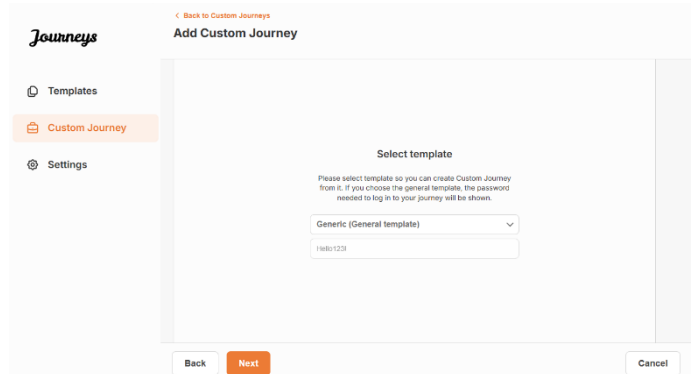 Journeys
Templates
Custom Journey
Settings
Back to Custom Journeys
Add Custom Journey
Select template
Please select template so you can create Custom Journey
from it. If you choose the general template, the password
needed to log in to your journey will be shown.
Generic (General template)
Hello123!
Back
Next
Cancel